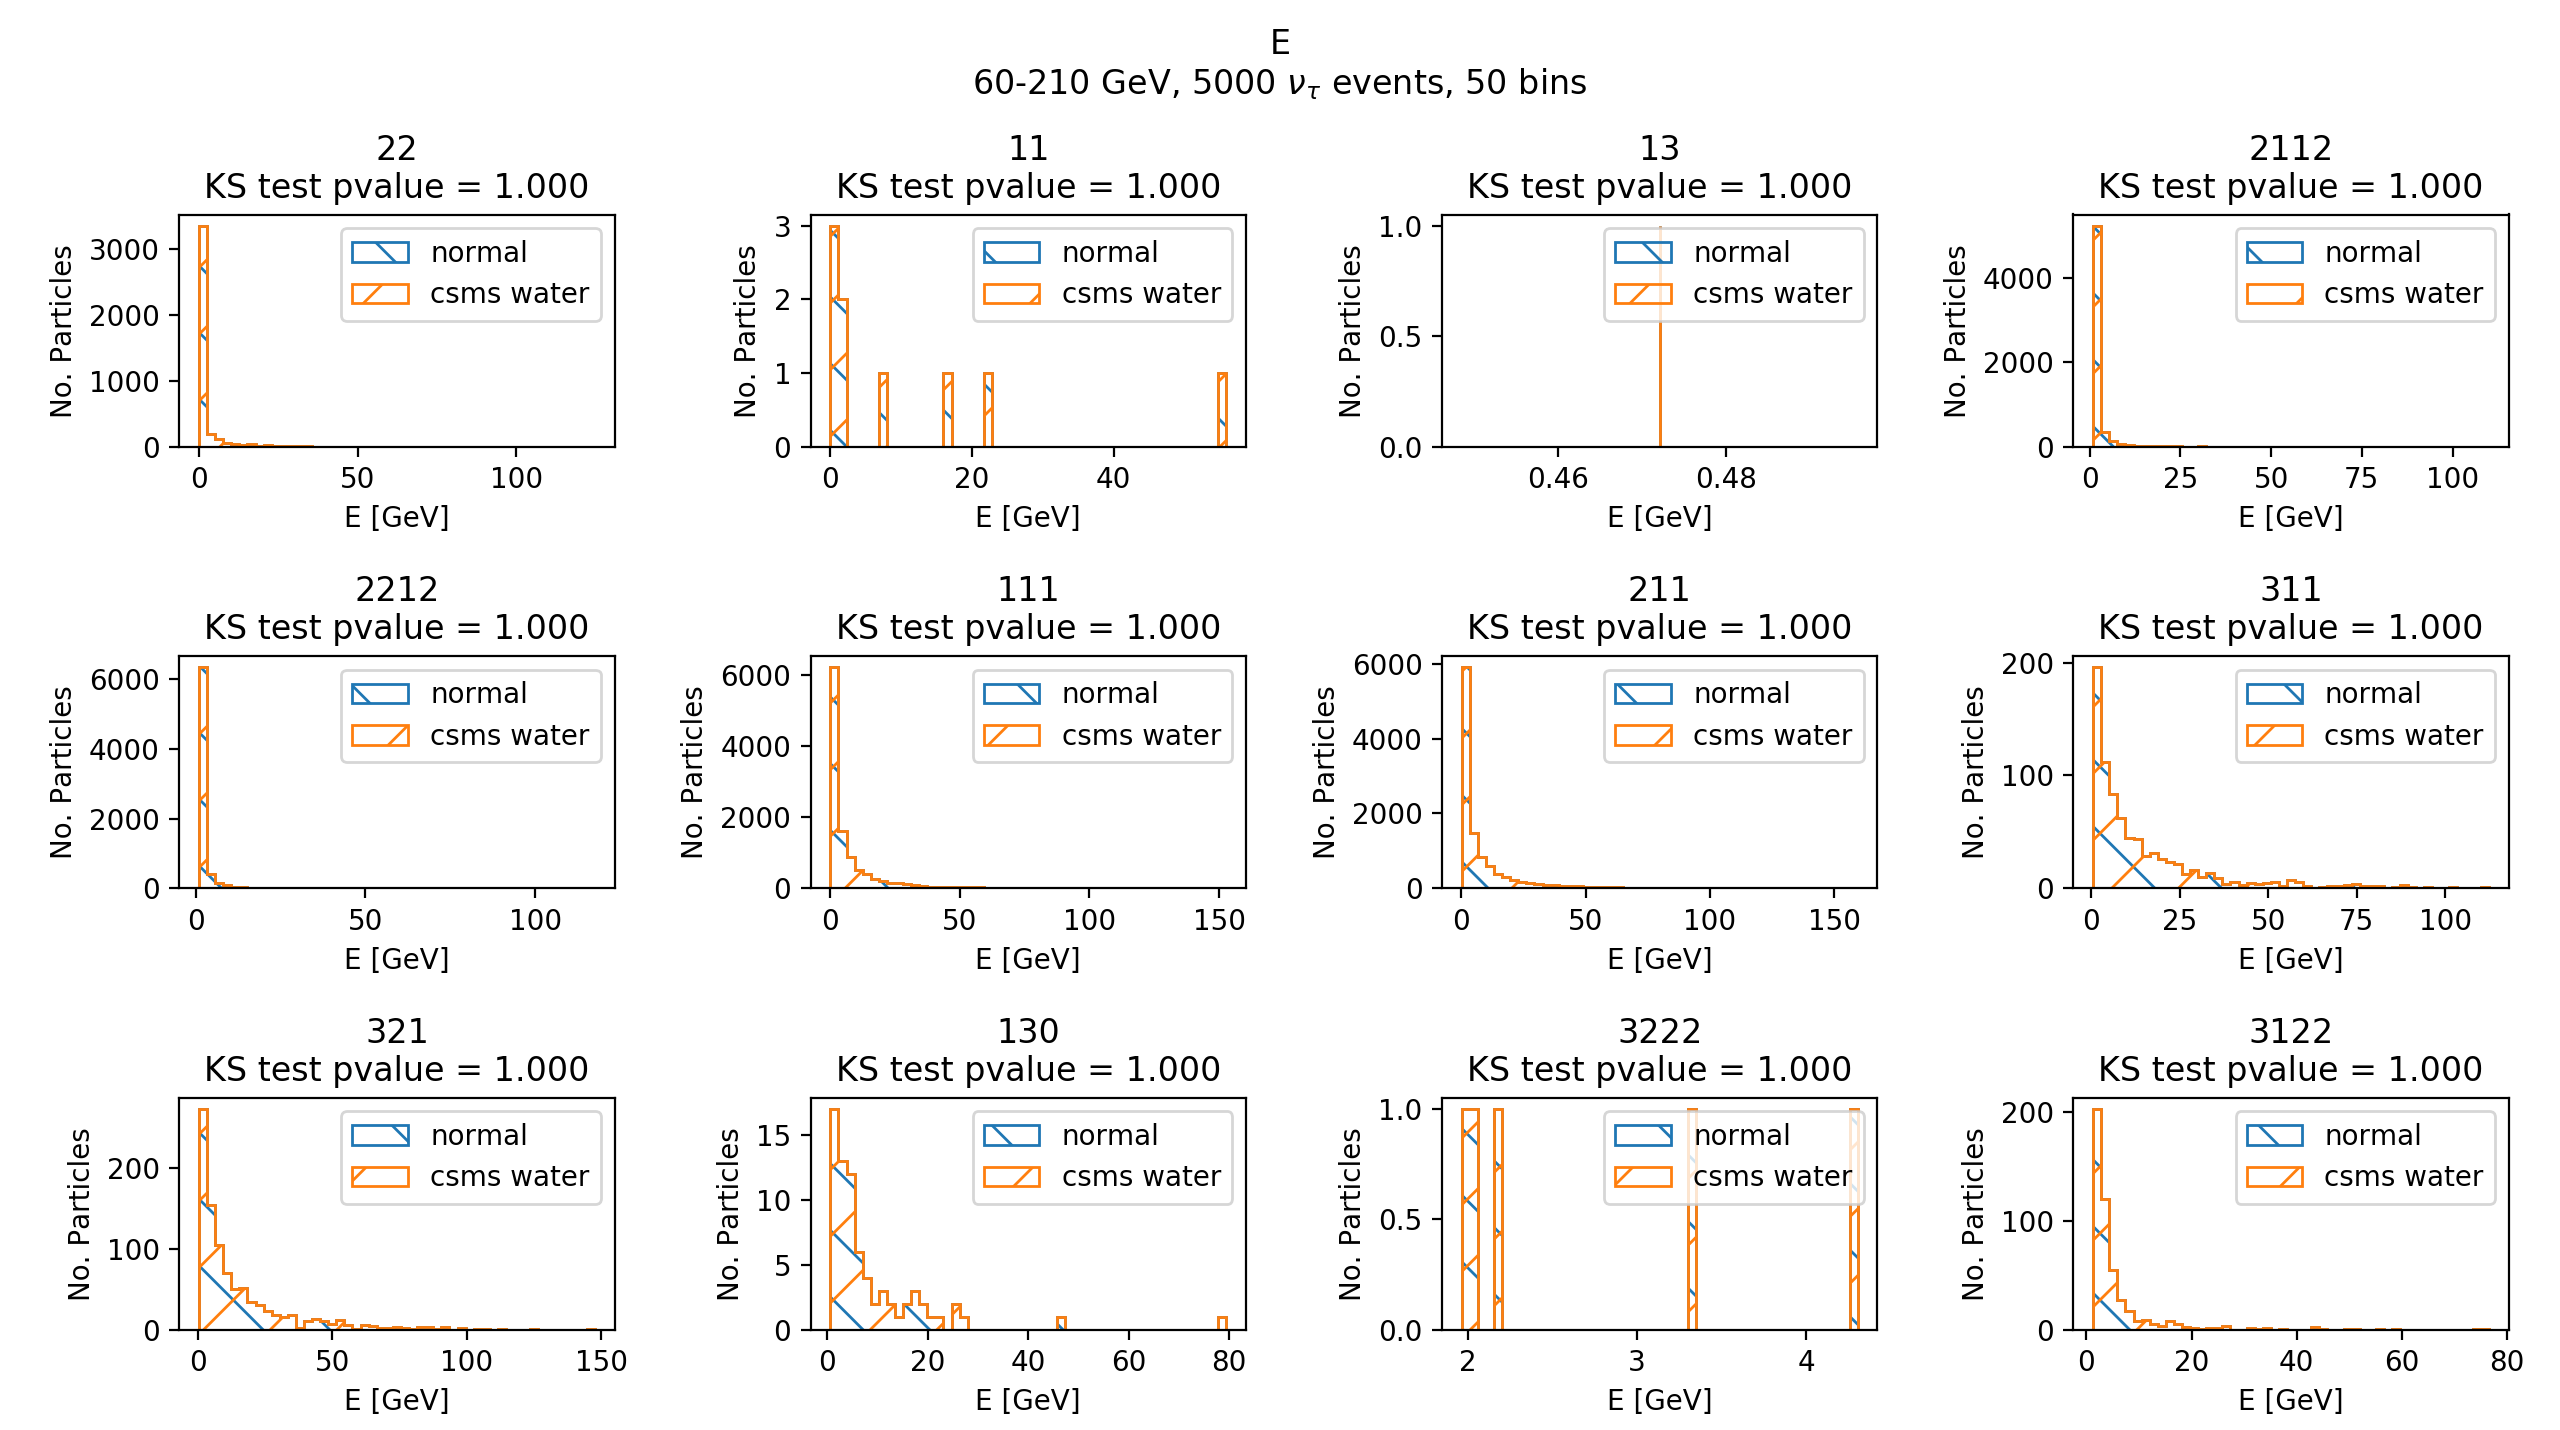 E
60-210 GeV, 5000 ν_τ events, 50 bins
22
KS test pvalue = 1.000
No. Particles
3000
2000
1000
0
normal
csms water
0 50 100
E [GeV]
11
KS test pvalue = 1.000
No. Particles
3
2
1
0
normal
csms water
0 20 40
E [GeV]
13
KS test pvalue = 1.000
No. Particles
1.0
0.5
0.0
normal
csms water
0.46 0.48
E [GeV]
2112
KS test pvalue = 1.000
No. Particles
4000
2000
0
normal
csms water
0 25 50 75 100
E [GeV]
2212
KS test pvalue = 1.000
No. Particles
6000
4000
2000
0
normal
csms water
0 50 100
E [GeV]
111
KS test pvalue = 1.000
No. Particles
6000
4000
2000
0
normal
csms water
0 50 100 150
E [GeV]
211
KS test pvalue = 1.000
No. Particles
6000
4000
2000
0
normal
csms water
0 50 100 150
E [GeV]
311
KS test pvalue = 1.000
No. Particles
200
100
0
normal
csms water
0 25 50 75 100
E [GeV]
321
KS test pvalue = 1.000
No. Particles
200
100
0
normal
csms water
0 50 100 150
E [GeV]
130
KS test pvalue = 1.000
No. Particles
15
10
5
0
normal
csms water
0 20 40 60 80
E [GeV]
3222
KS test pvalue = 1.000
No. Particles
1.0
0.5
0.0
normal
csms water
2 3 4
E [GeV]
3122
KS test pvalue = 1.000
No. Particles
200
100
0
normal
csms water
0 20 40 60 80
E [GeV]